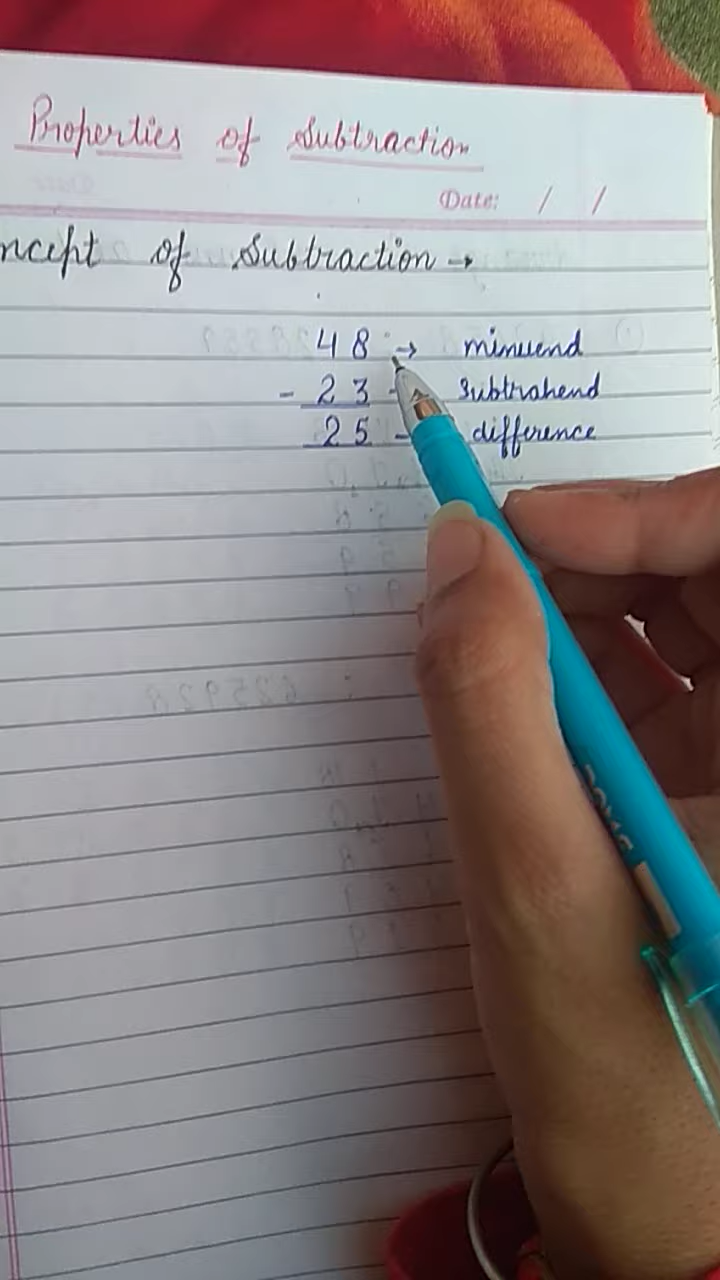 Properties of Subtraction
Date: / /
ncept of Subtraction →
48 → minuend
- 23 - subtrahend
25 - difference